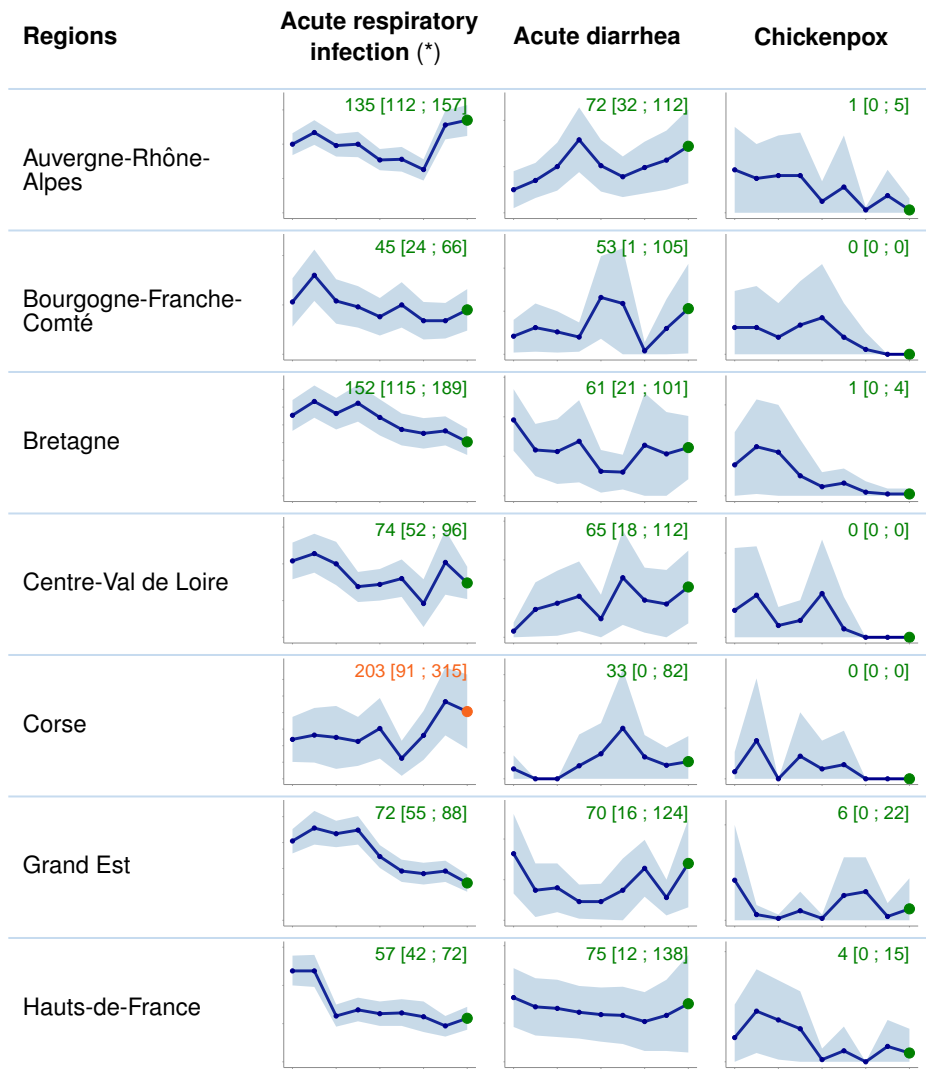 Regions
Acute respiratory
infection (*)
Acute diarrhea
Chickenpox
Auvergne-Rhône-
Alpes
135 [112 ; 157]
72 [32 ; 112]
1 [0 ; 5]
Bourgogne-Franche-
Comté
45 [24 ; 66]
53 [1 ; 105]
0 [0 ; 0]
Bretagne
152 [115 ; 189]
61 [21 ; 101]
1 [0 ; 4]
Centre-Val de Loire
74 [52 ; 96]
65 [18 ; 112]
0 [0 ; 0]
Corse
203 [91 ; 315]
33 [0 ; 82]
0 [0 ; 0]
Grand Est
72 [55 ; 88]
70 [16 ; 124]
6 [0 ; 22]
Hauts-de-France
57 [42 ; 72]
75 [12 ; 138]
4 [0 ; 15]